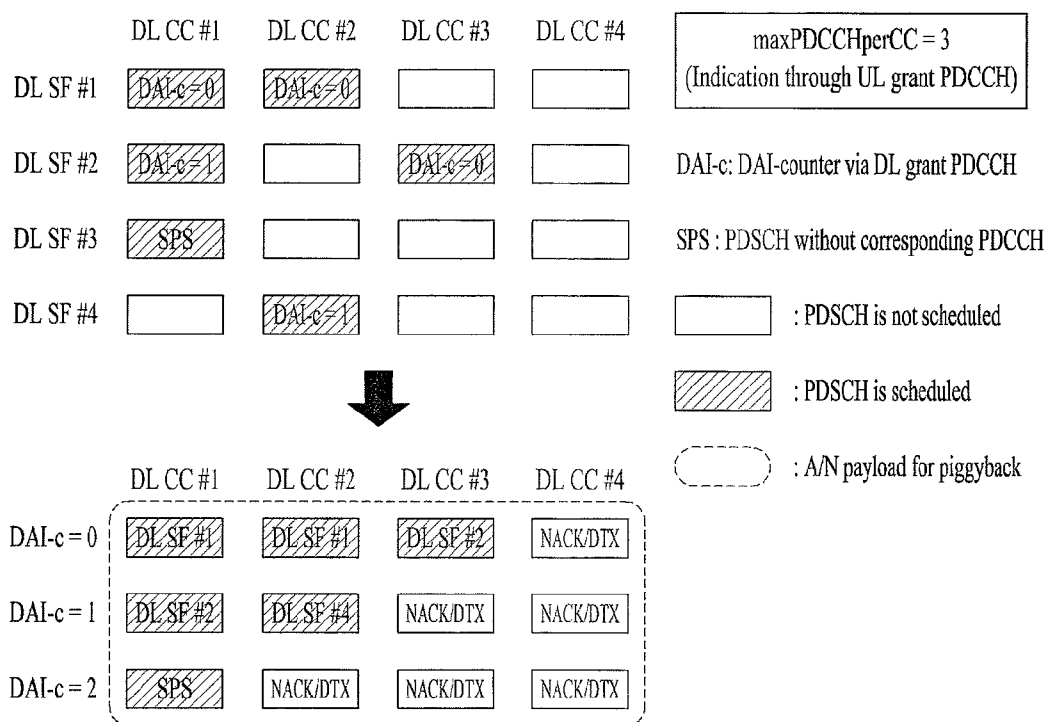 DL CC #1 DL CC #2 DL CC #3 DL CC #4
maxPDCCHperCC = 3
(Indication through UL grant PDCCH)
DL SF #1 DAI-c=0 DAI-c=0
DL SF #2 DAI-c=1 DAI-c=0
DAI-c: DAI-counter via DL grant PDCCH
DL SF #3 SPS
SPS : PDSCH without corresponding PDCCH
DL SF #4 DAI-c=1
: PDSCH is not scheduled
: PDSCH is scheduled
: A/N payload for piggyback
DL CC #1 DL CC #2 DL CC #3 DL CC #4
DAI-c = 0 DL SF #1 DL SF #1 DL SF #2 NACK/DTX
DAI-c = 1 DL SF #2 DL SF #4 NACK/DTX NACK/DTX
DAI-c = 2 SPS NACK/DTX NACK/DTX NACK/DTX